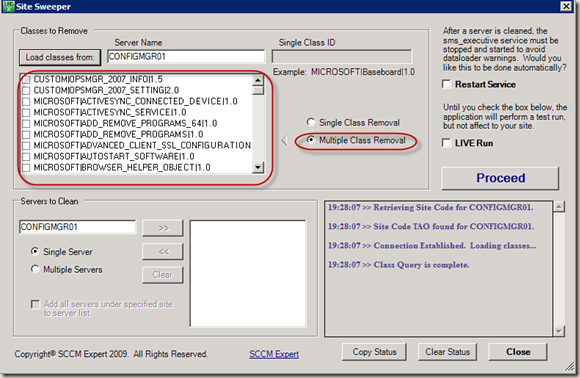 Site Sweeper
Classes to Remove
Load classes from:
Server Name
CONFIGMGR01
Single Class ID
Example: MICROSOFT|Baseboard|1.0
CUSTOM|OPSMGR_2007_INFO|1.5
CUSTOM|OPSMGR_2007_SETTING|2.0
MICROSOFT|ACTIVESYNC_CONNECTED_DEVICE|1.0
MICROSOFT|ACTIVESYNC_SERVICE|1.0
MICROSOFT|ADD_REMOVE_PROGRAMS_64|1.0
MICROSOFT|ADD_REMOVE_PROGRAMS|1.0
MICROSOFT|ADVANCED_CLIENT_SSL_CONFIGURATION
MICROSOFT|AUTOSTART_SOFTWARE|1.0
MICROSOFT|BROWSER_HELPER_OBJECT|1.0
Single Class Removal
Multiple Class Removal
After a server is cleaned, the
sms_executive service must be
stopped and started to avoid
dataloader warnings. Would you
like this to be done automatically?
Restart Service
Until you check the box below, the
application will perform a test run,
but not affect to your site.
LIVE Run
Proceed
Servers to Clean
CONFIGMGR01
>>
Single Server
<<
Multiple Servers
Clear
Add all servers under specified site
to server list.
19:28:07 >> Retrieving Site Code for CONFIGMGR01.
19:28:07 >> Site Code TAO found for CONFIGMGR01.
19:28:07 >> Connection Established. Loading classes...
19:28:07 >> Class Query is complete.
Copyright® SCCM Expert 2009. All Rights Reserved.
SCCM Expert
Copy Status
Clear Status
Close